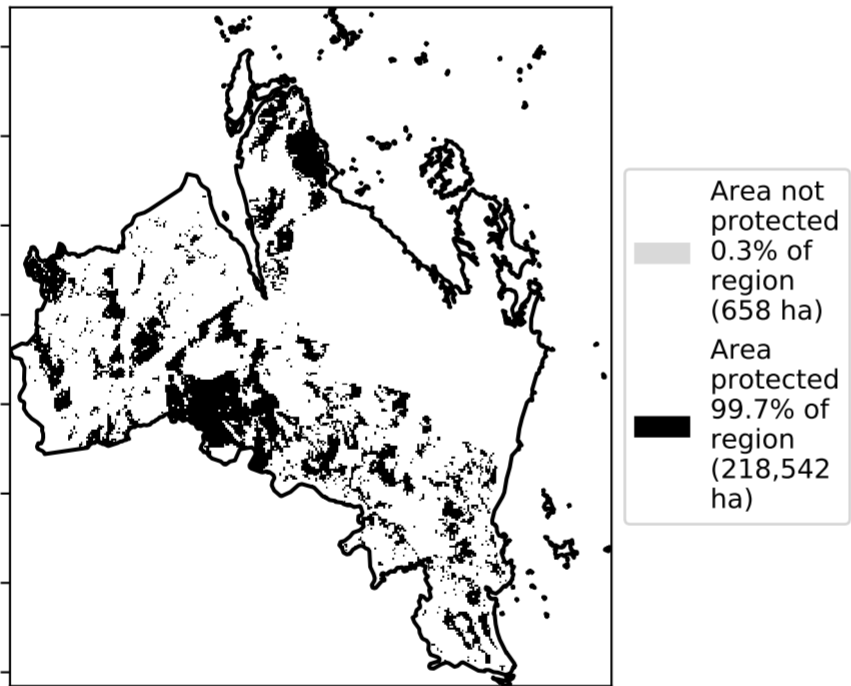 Area not
protected
0.3% of
region
(658 ha)
Area
protected
99.7% of
region
(218,542
ha)